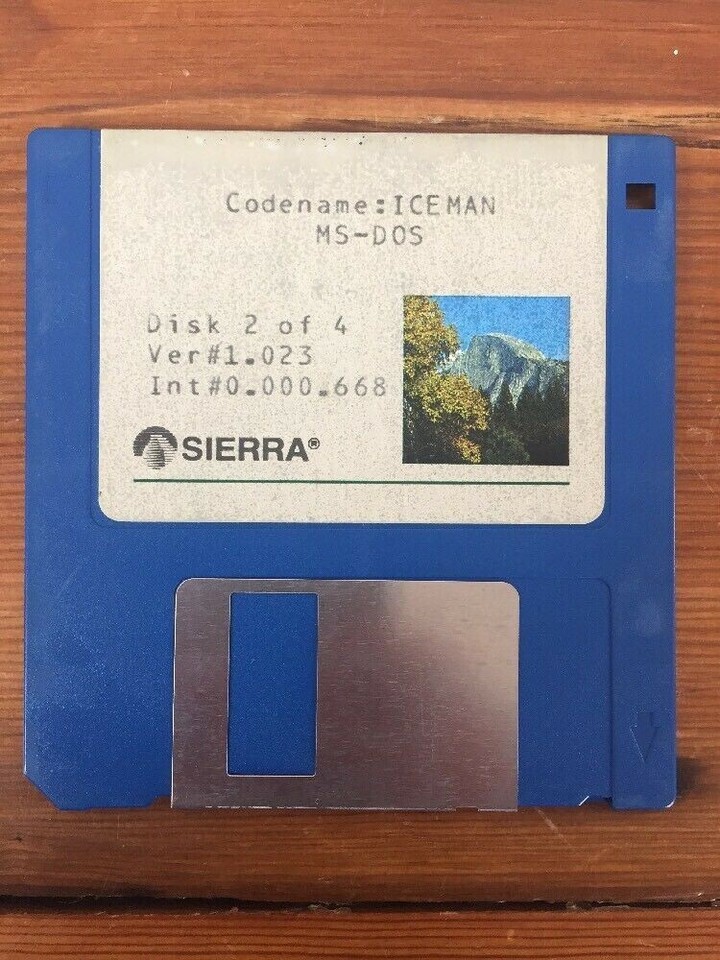 Codename:ICEMAN
MS-DOS
Disk 2 of 4
Ver#1.023
Int#0.000.668
SIERRA®